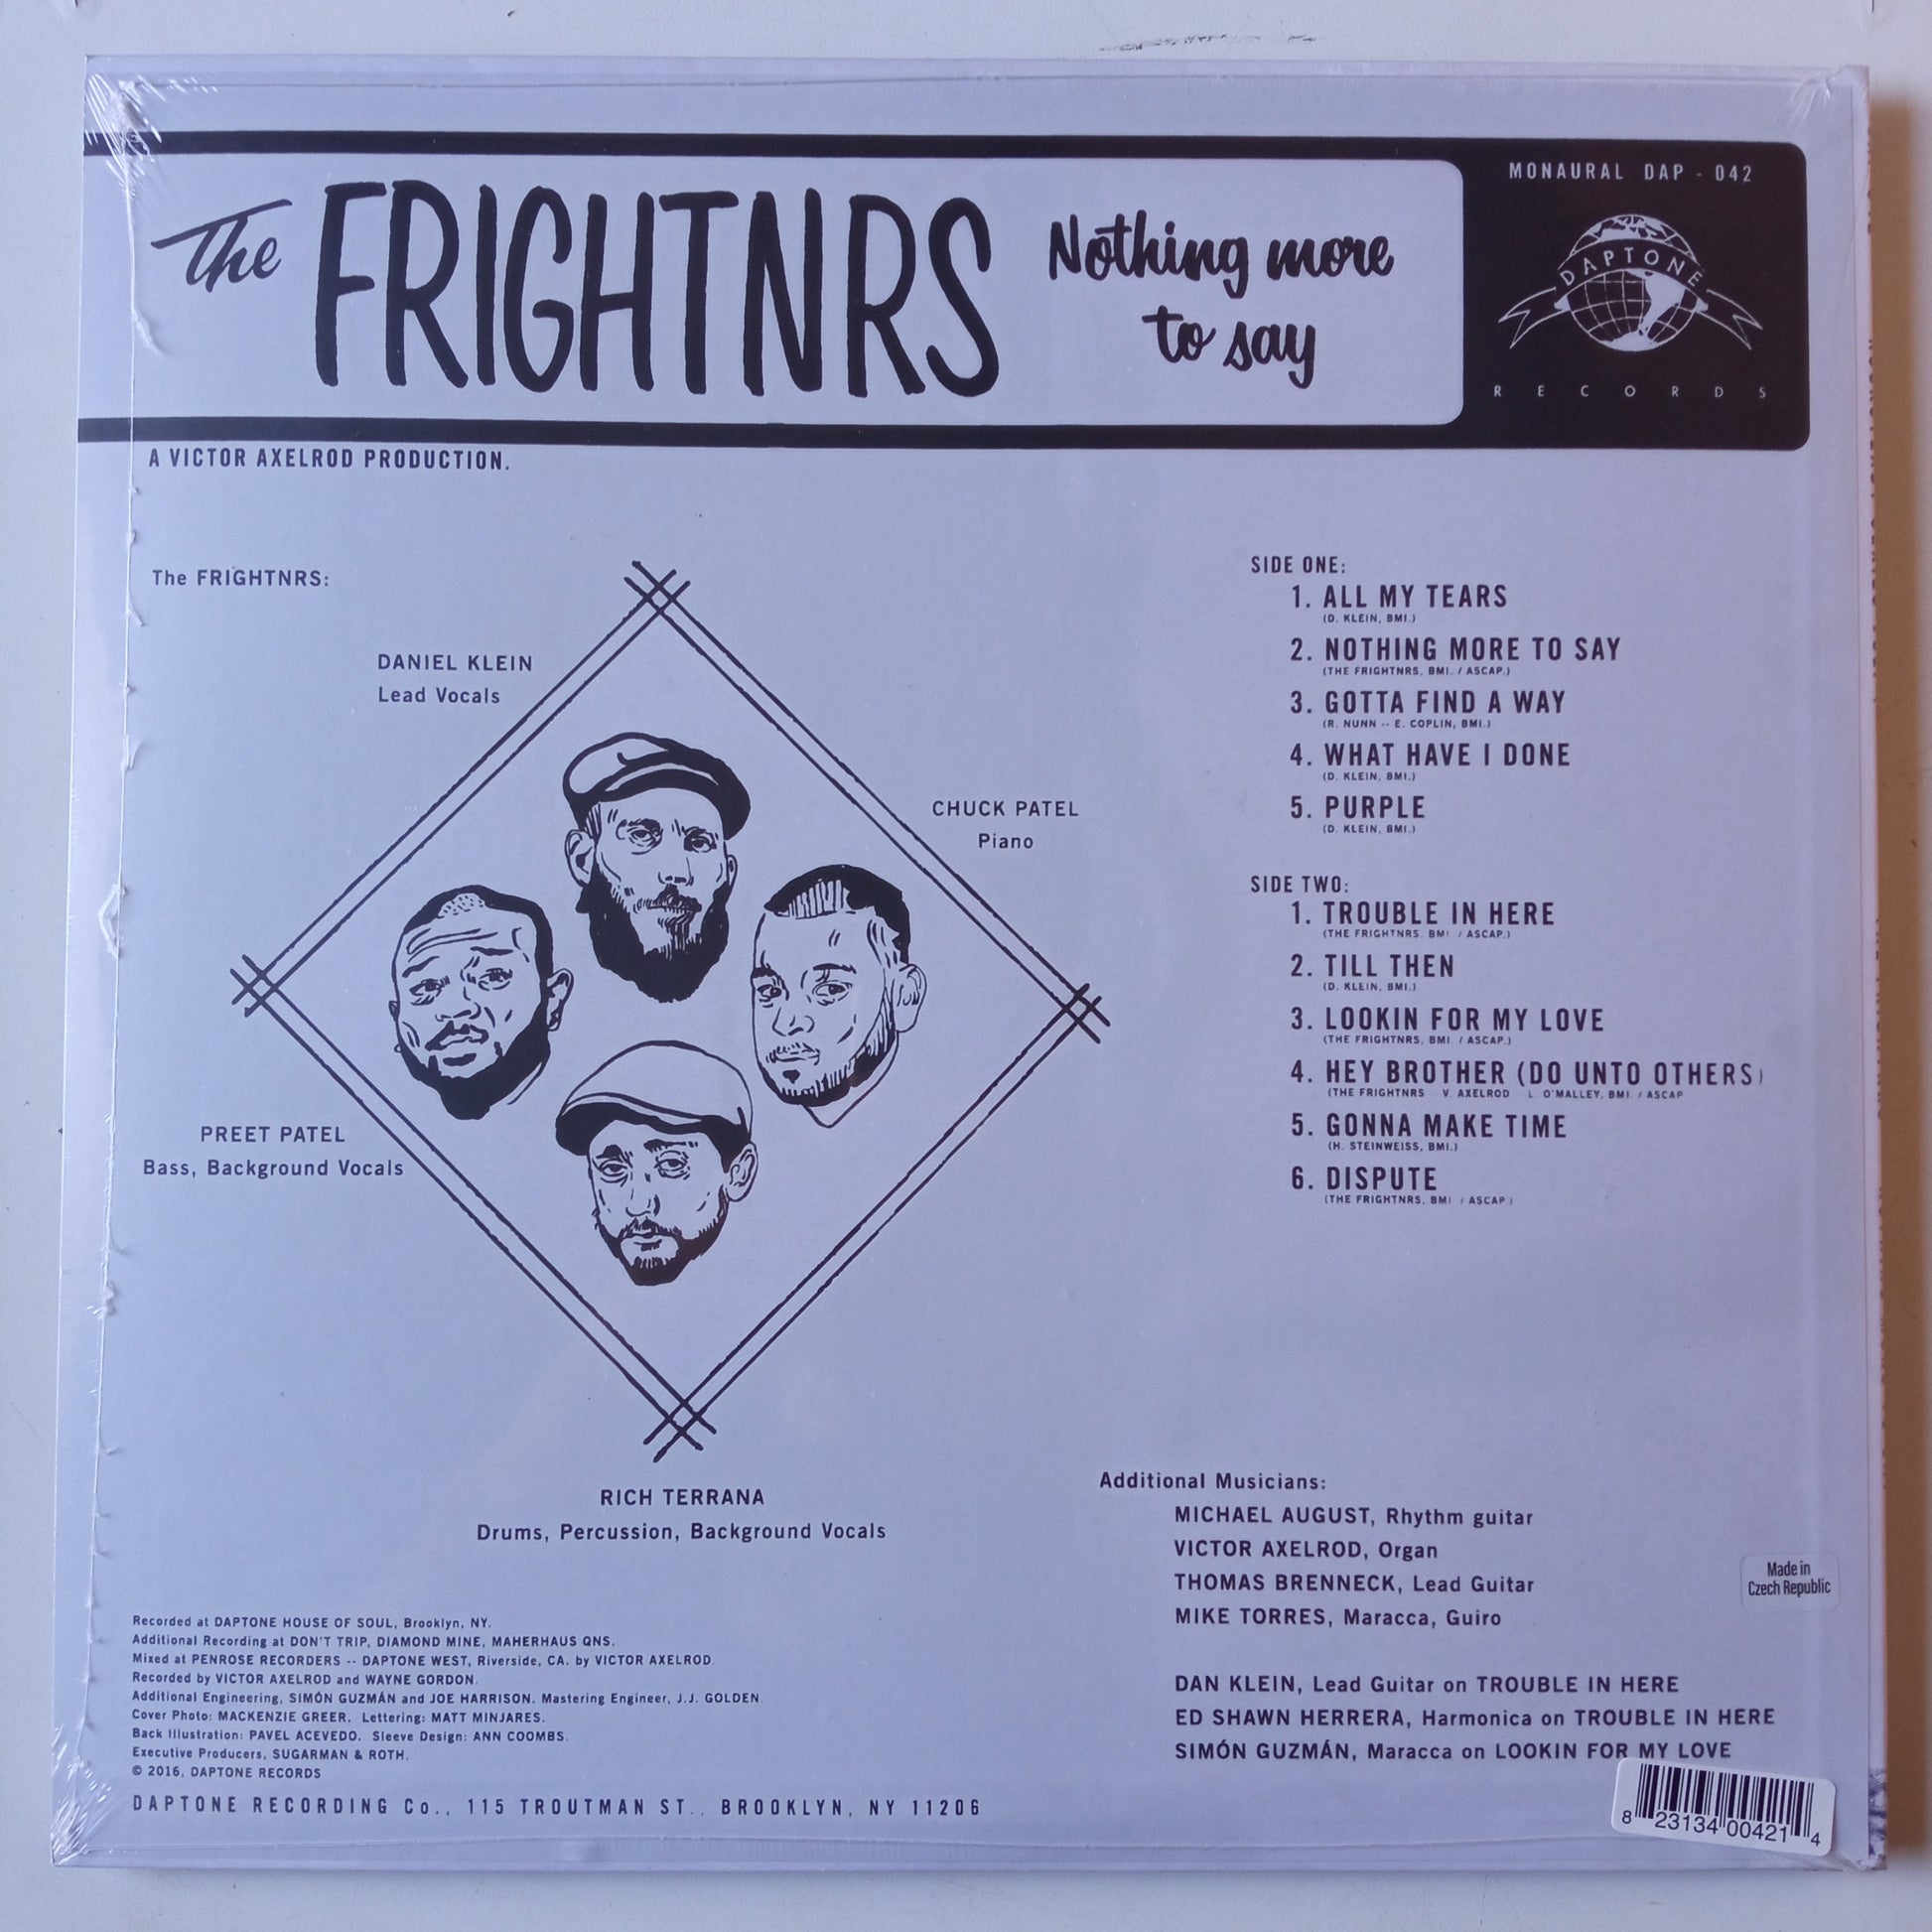 The FRIGHTNRS
Nothing more
to say
MONAURAL DAP - 042
DAPTONE
RECORDS
A VICTOR AXELROD PRODUCTION.
The FRIGHTNRS:
DANIEL KLEIN
Lead Vocals
CHUCK PATEL
Piano
PREET PATEL
Bass, Background Vocals
RICH TERRANA
Drums, Percussion, Background Vocals
SIDE ONE:
1. ALL MY TEARS
(D. KLEIN, BMI.)
2. NOTHING MORE TO SAY
(THE FRIGHTNRS, BMI. / ASCAP.)
3. GOTTA FIND A WAY
(R. NUNN -- E. COPLIN, BMI.)
4. WHAT HAVE I DONE
(D. KLEIN, BMI.)
5. PURPLE
(D. KLEIN, BMI.)
SIDE TWO:
1. TROUBLE IN HERE
(THE FRIGHTNRS, BMI / ASCAP.)
2. TILL THEN
(D. KLEIN, BMI.)
3. LOOKIN FOR MY LOVE
(THE FRIGHTNRS, BMI. / ASCAP.)
4. HEY BROTHER (DO UNTO OTHERS)
(THE FRIGHTNRS V. AXELROD L. O'MALLEY, BMI. / ASCAP
5. GONNA MAKE TIME
(H. STEINWEISS, BMI.)
6. DISPUTE
(THE FRIGHTNRS, BMI / ASCAP.)
Additional Musicians:
MICHAEL AUGUST, Rhythm guitar
VICTOR AXELROD, Organ
THOMAS BRENNECK, Lead Guitar
MIKE TORRES, Maracca, Guiro
DAN KLEIN, Lead Guitar on TROUBLE IN HERE
ED SHAWN HERRERA, Harmonica on TROUBLE IN HERE
SIMÓN GUZMÁN, Maracca on LOOKIN FOR MY LOVE
Made in
Czech Republic
Recorded at DAPTONE HOUSE OF SOUL, Brooklyn, NY.
Additional Recording at DON'T TRIP, DIAMOND MINE, MAHERHAUS QNS.
Mixed at PENROSE RECORDERS -- DAPTONE WEST, Riverside, CA. by VICTOR AXELROD.
Recorded by VICTOR AXELROD and WAYNE GORDON.
Additional Engineering, SIMÓN GUZMÁN and JOE HARRISON. Mastering Engineer, J.J. GOLDEN.
Cover Photo: MACKENZIE GREER. Lettering: MATT MINJARES.
Back Illustration: PAVEL ACEVEDO. Sleeve Design: ANN COOMBS.
Executive Producers, SUGARMAN & ROTH.
© 2016, DAPTONE RECORDS
DAPTONE RECORDING Co., 115 TROUTMAN ST., BROOKLYN, NY 11206
8 23134 00421 4